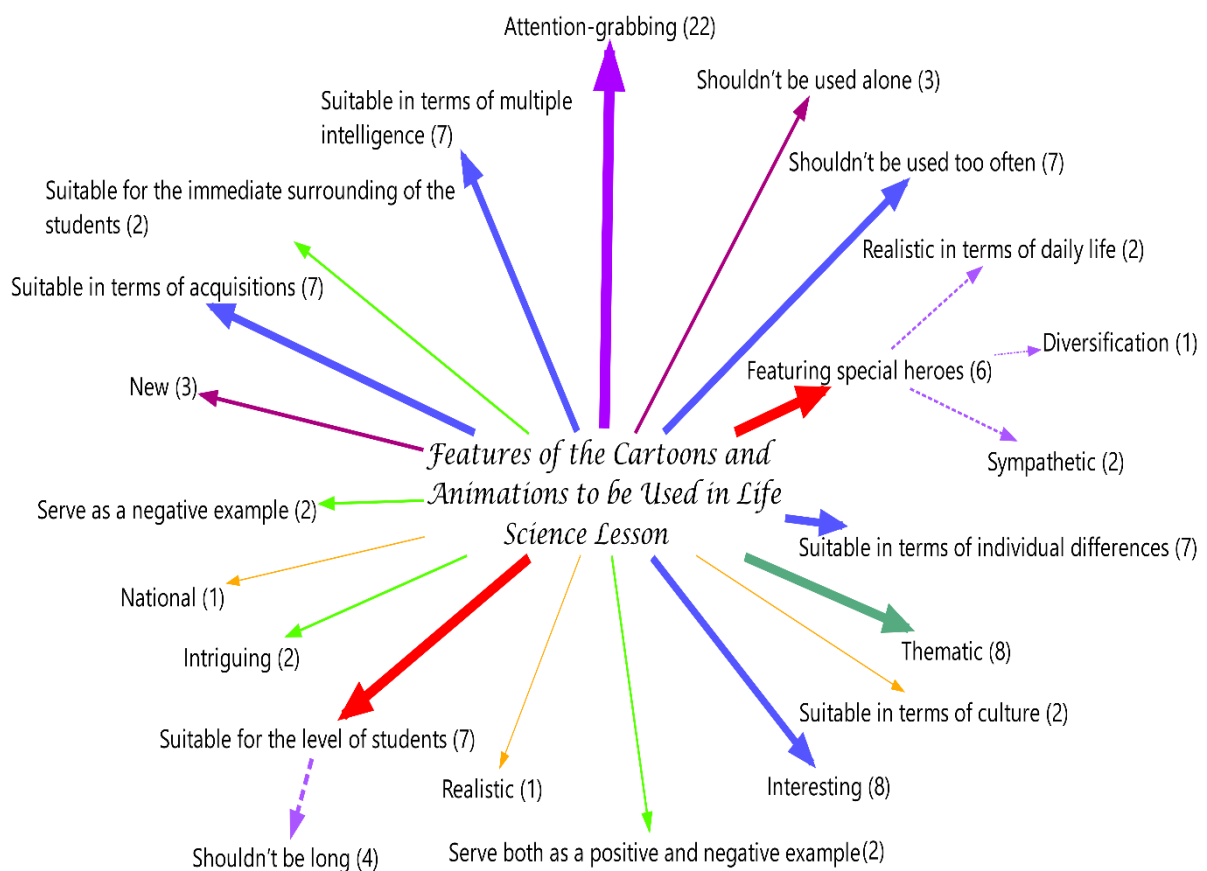 Attention-grabbing (22)
Shouldn't be used alone (3)
Suitable in terms of multiple
intelligence (7)
Shouldn't be used too often (7)
Suitable for the immediate surrounding of the
students (2)
Realistic in terms of daily life (2)
Suitable in terms of acquisitions (7)
Diversification (1)
New (3)
Featuring special heroes (6)
Sympathetic (2)
Features of the Cartoons and
Animations to be Used in Life
Science Lesson
Serve as a negative example (2)
Suitable in terms of individual differences (7)
National (1)
Intriguing (2)
Thematic (8)
Suitable in terms of culture (2)
Suitable for the level of students (7)
Realistic (1)
Interesting (8)
Shouldn't be long (4)
Serve both as a positive and negative example(2)